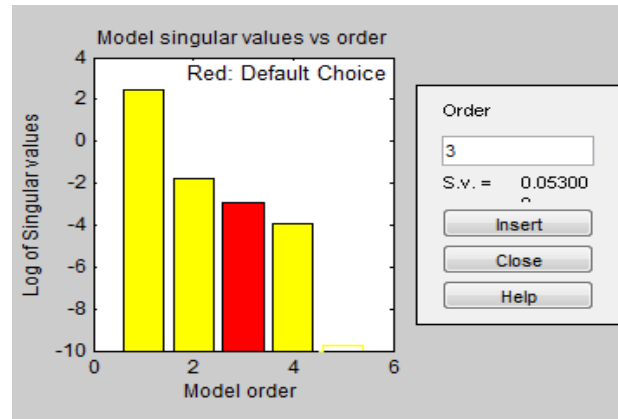 Model singular values vs order
Red: Default Choice
4
2
0
-2
-4
-6
-8
-10
Log of Singular values
0
2
4
6
Model order
Order
3
S.v. = 0.05300
Insert
Close
Help